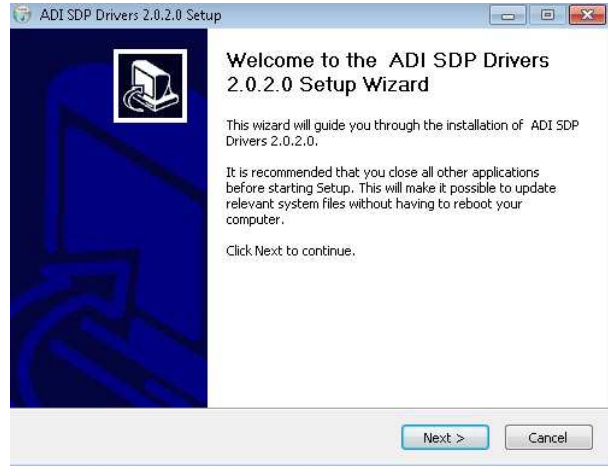 ADI SDP Drivers 2.0.2.0 Setup
Welcome to the ADI SDP Drivers
2.0.2.0 Setup Wizard
This wizard will guide you through the installation of ADI SDP
Drivers 2.0.2.0.
It is recommended that you close all other applications
before starting Setup. This will make it possible to update
relevant system files without having to reboot your
computer.
Click Next to continue.
Next >
Cancel